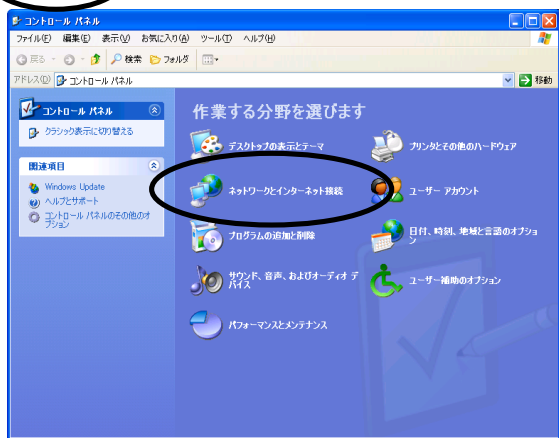 コントロール パネル
ファイル(F) 編集(E) 表示(V) お気に入り(A) ツール(T) ヘルプ(H)
戻る 検索 フォルダ
アドレス(D) コントロール パネル 移動
コントロール パネル
クラシック表示に切り替える
関連項目
Windows Update
ヘルプとサポート
コントロール パネルのその他のオ
プション
作業する分野を選びます
デスクトップの表示とテーマ
プリンタとその他のハードウェア
ネットワークとインターネット接続
ユーザー アカウント
プログラムの追加と削除
日付、時刻、地域と言語のオプショ
ン
サウンド、音声、およびオーディオ デ
バイス
ユーザー補助のオプション
パフォーマンスとメンテナンス